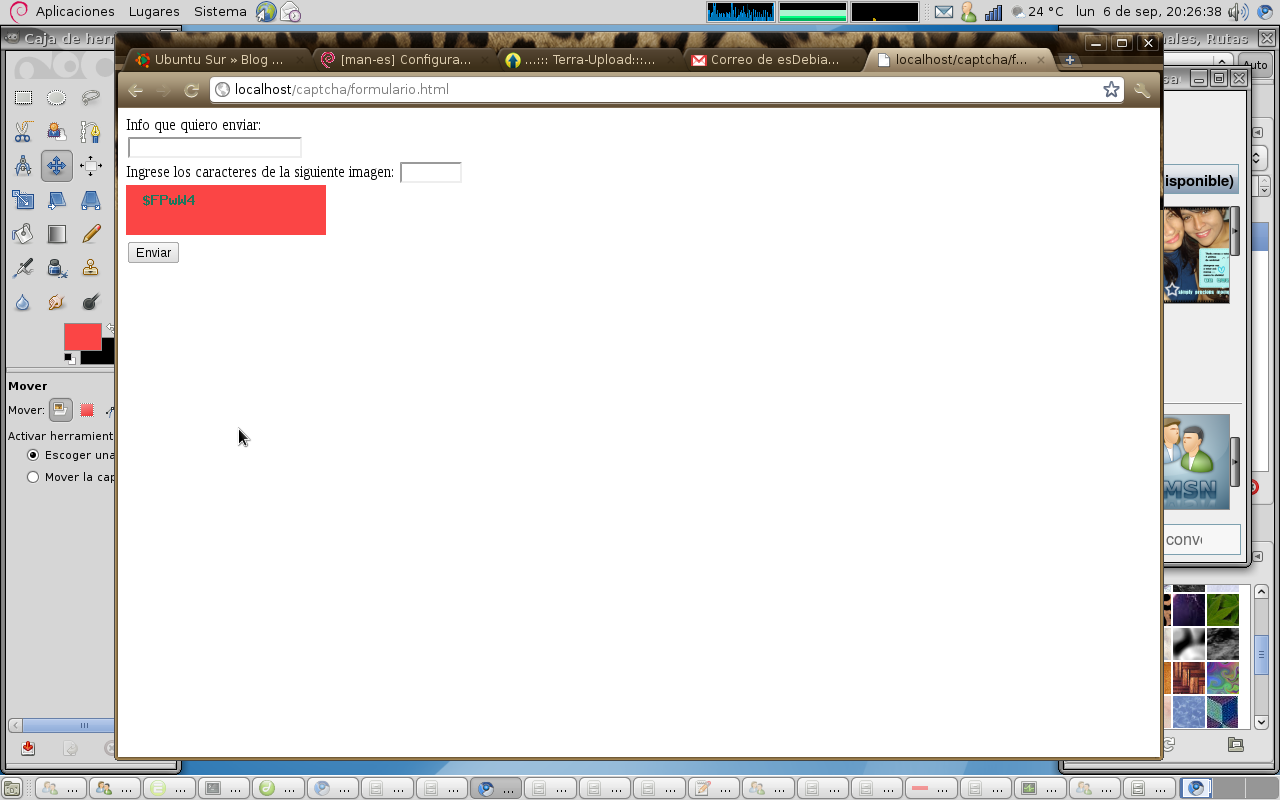 Aplicaciones Lugares Sistema 24 °C lun 6 de sep, 20:26:38
Caja de her
ales, Rutas
Ubuntu Sur » Blog ...
[man-es] Configura...
...::: Terra-Upload:::...
Correo de esDebia...
localhost/captcha/f...
Auto
localhost/captcha/formulario.html
Info que quiero enviar:
Ingrese los caracteres de la siguiente imagen:
$FPwW4
Enviar
isponible)
Mover
Mover:
Activar herramient
Escoger una
Mover la cap
MSN
conve
... ... ... ... ... ... ... ... ... ... ... ... ... ... ... ... ... ... ... ... ...